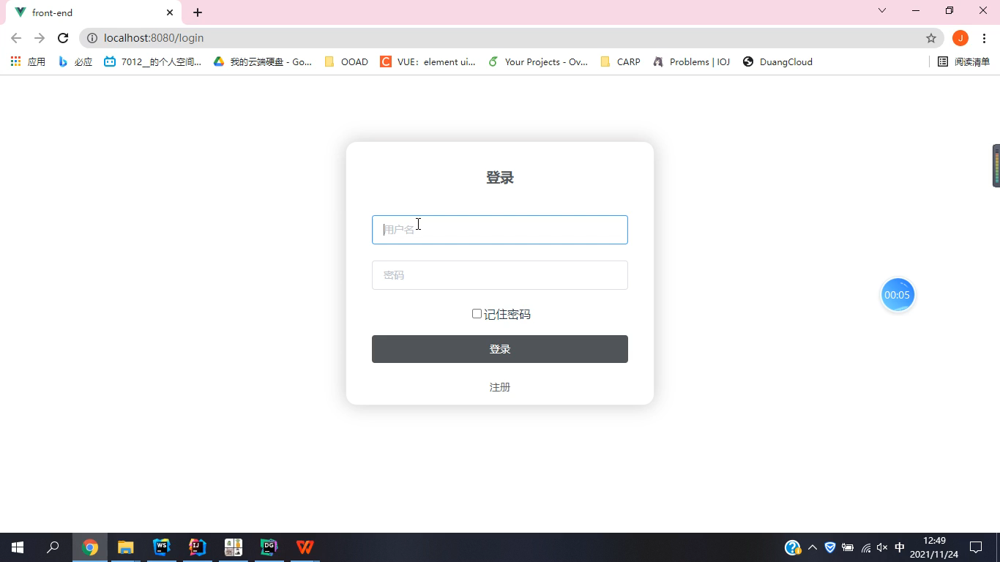 front-end
localhost:8080/login
J
应用
必应
7012__的个人空间...
我的云端硬盘 - Go...
OOAD
C
VUE：element ui...
Your Projects - Ov...
CARP
Problems | IOJ
DuangCloud
阅读清单
登录
用户名
密码
记住密码
登录
注册
00:05
WS
IJ
DG
中
12:49
2021/11/24